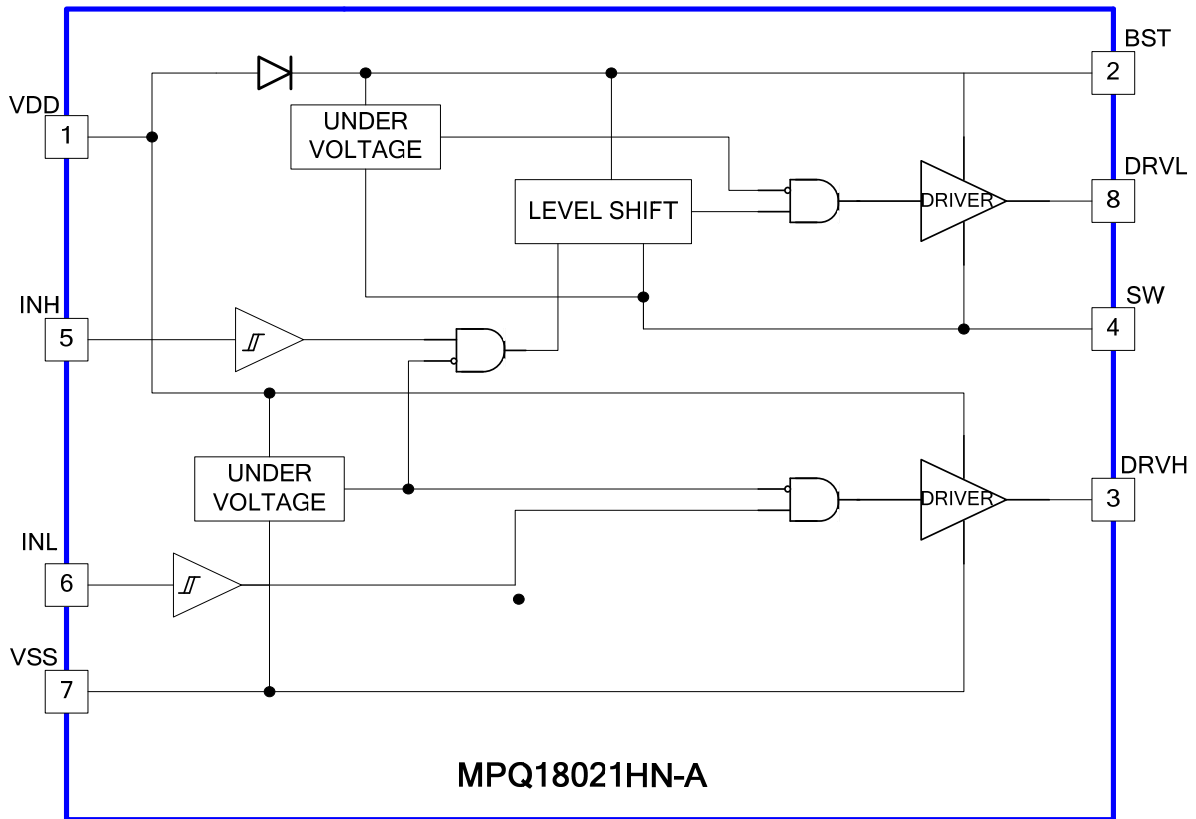 BST
2
VDD
1
UNDER
VOLTAGE
DRVL
8
LEVEL SHIFT
DRIVER
INH
5
SW
4
UNDER
VOLTAGE
DRVH
3
DRIVER
INL
6
VSS
7
MPQ18021HN-A